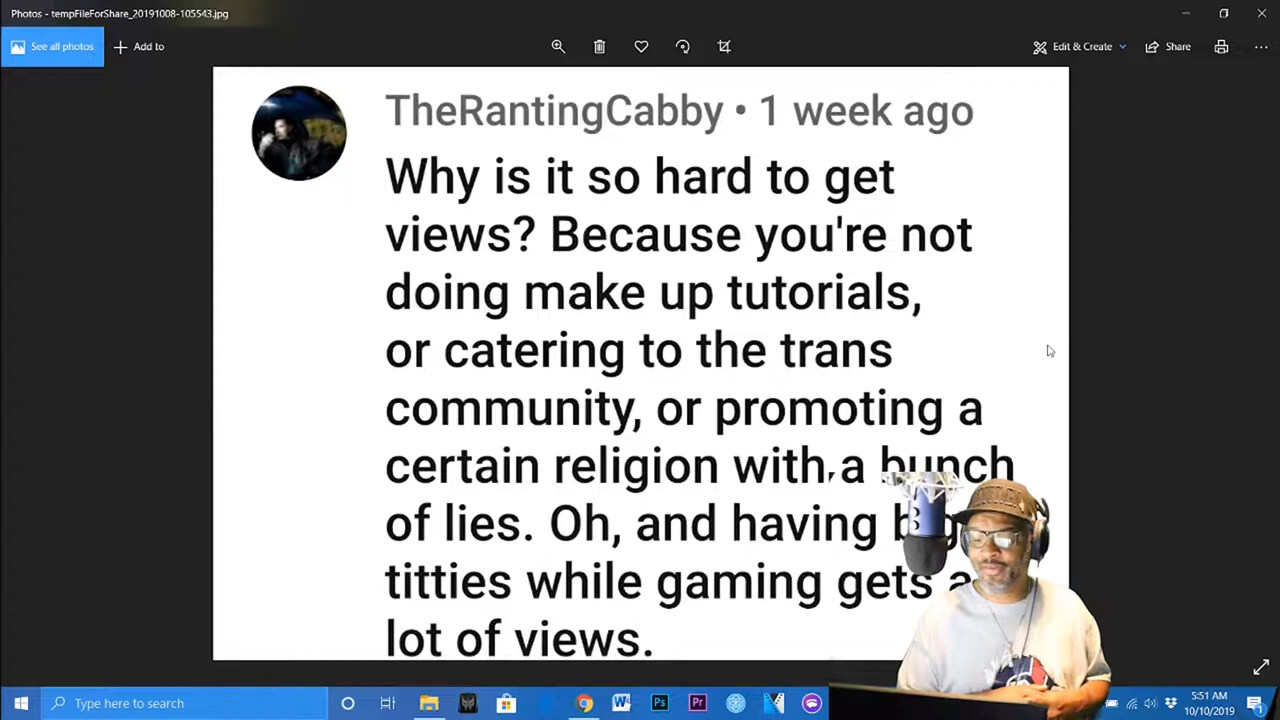 Photos - tempFileForShare_20191008-105543.jpg
See all photos
Add to
Edit & Create
Share
TheRantingCabby • 1 week ago
Why is it so hard to get
views? Because you're not
doing make up tutorials,
or catering to the trans
community, or promoting a
certain religion with a bunch
of lies. Oh, and having
titties while gaming gets a
lot of views.
Type here to search
5:51 AM
10/10/2019